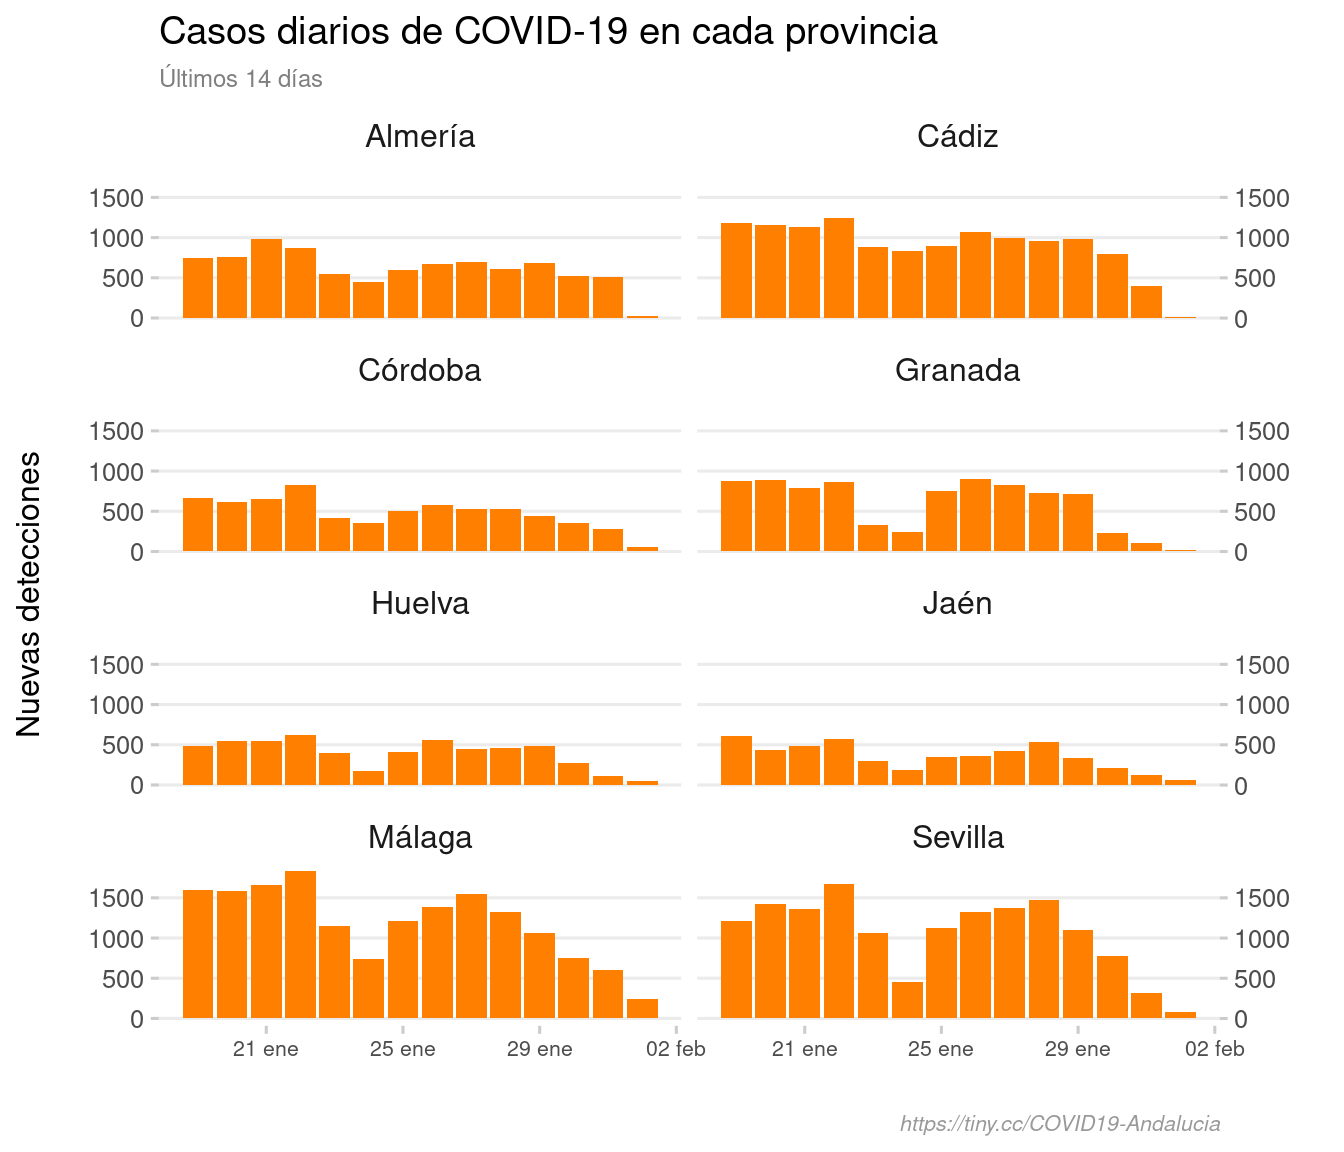 Casos diarios de COVID-19 en cada provincia
Últimos 14 días
Almería
Cádiz
1500
1000
500
0
1500
1000
500
0
Córdoba
Granada
1500
1000
500
0
1500
1000
500
0
Huelva
Jaén
1500
1000
500
0
1500
1000
500
0
Málaga
Sevilla
1500
1000
500
0
1500
1000
500
0
21 ene 25 ene 29 ene 02 feb
21 ene 25 ene 29 ene 02 feb
Nuevas detecciones
https://tiny.cc/COVID19-Andalucia